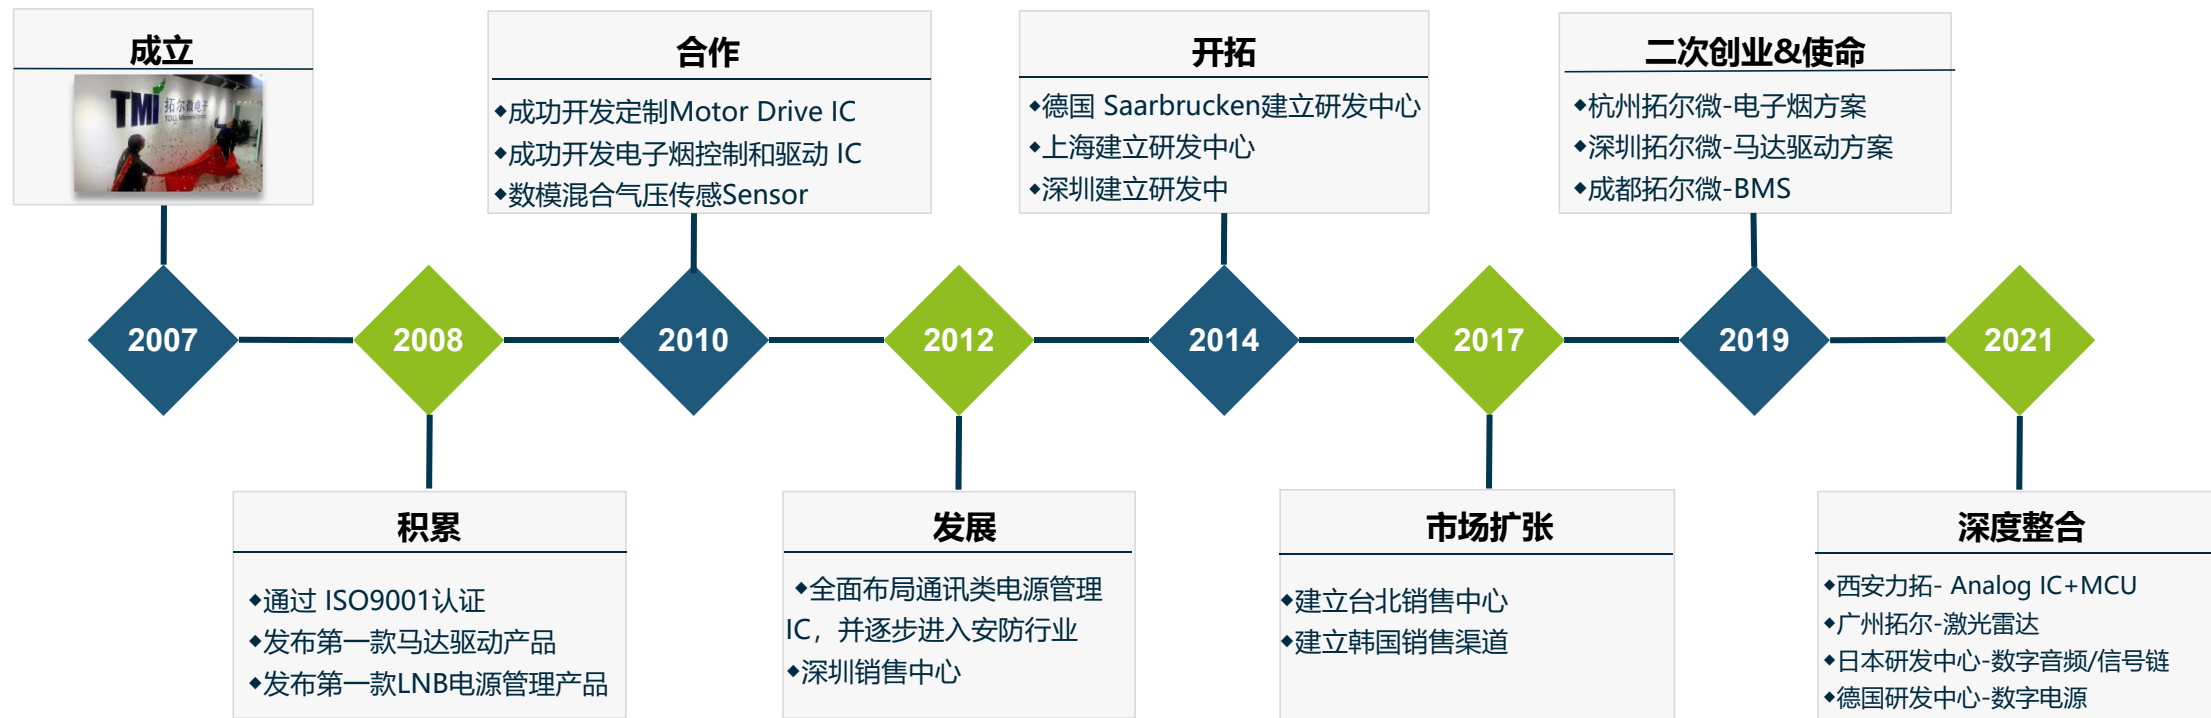 成立
TMI 拓尔微电子
合作
◆成功开发定制Motor Drive IC
◆成功开发电子烟控制和驱动 IC
◆数模混合气压传感Sensor
开拓
◆德国 Saarbrucken建立研发中心
◆上海建立研发中心
◆深圳建立研发中
二次创业&使命
◆杭州拓尔微-电子烟方案
◆深圳拓尔微-马达驱动方案
◆成都拓尔微-BMS
2007
2008
2010
2012
2014
2017
2019
2021
积累
◆通过 ISO9001认证
◆发布第一款马达驱动产品
◆发布第一款LNB电源管理产品
发展
◆全面布局通讯类电源管理
IC，并逐步进入安防行业
◆深圳销售中心
市场扩张
◆建立台北销售中心
◆建立韩国销售渠道
深度整合
◆西安力拓- Analog IC+MCU
◆广州拓尔-激光雷达
◆日本研发中心-数字音频/信号链
◆德国研发中心-数字电源